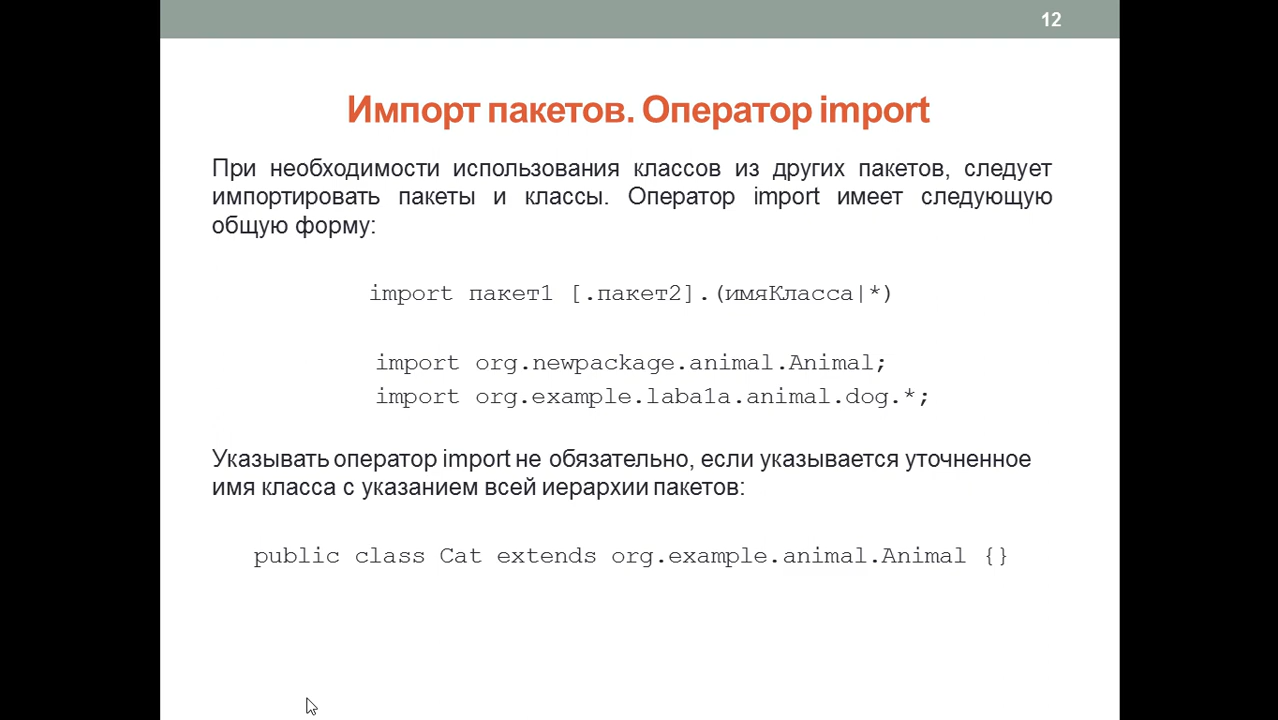 12
Импорт пакетов. Оператор import
При необходимости использования классов из других пакетов, следует
импортировать пакеты и классы. Оператор import имеет следующую
общую форму:
import пакет1 [.пакет2].(имяКласса|*)
import org.newpackage.animal.Animal;
import org.example.laba1a.animal.dog.*;
Указывать оператор import не обязательно, если указывается уточненное
имя класса с указанием всей иерархии пакетов:
public class Cat extends org.example.animal.Animal {}